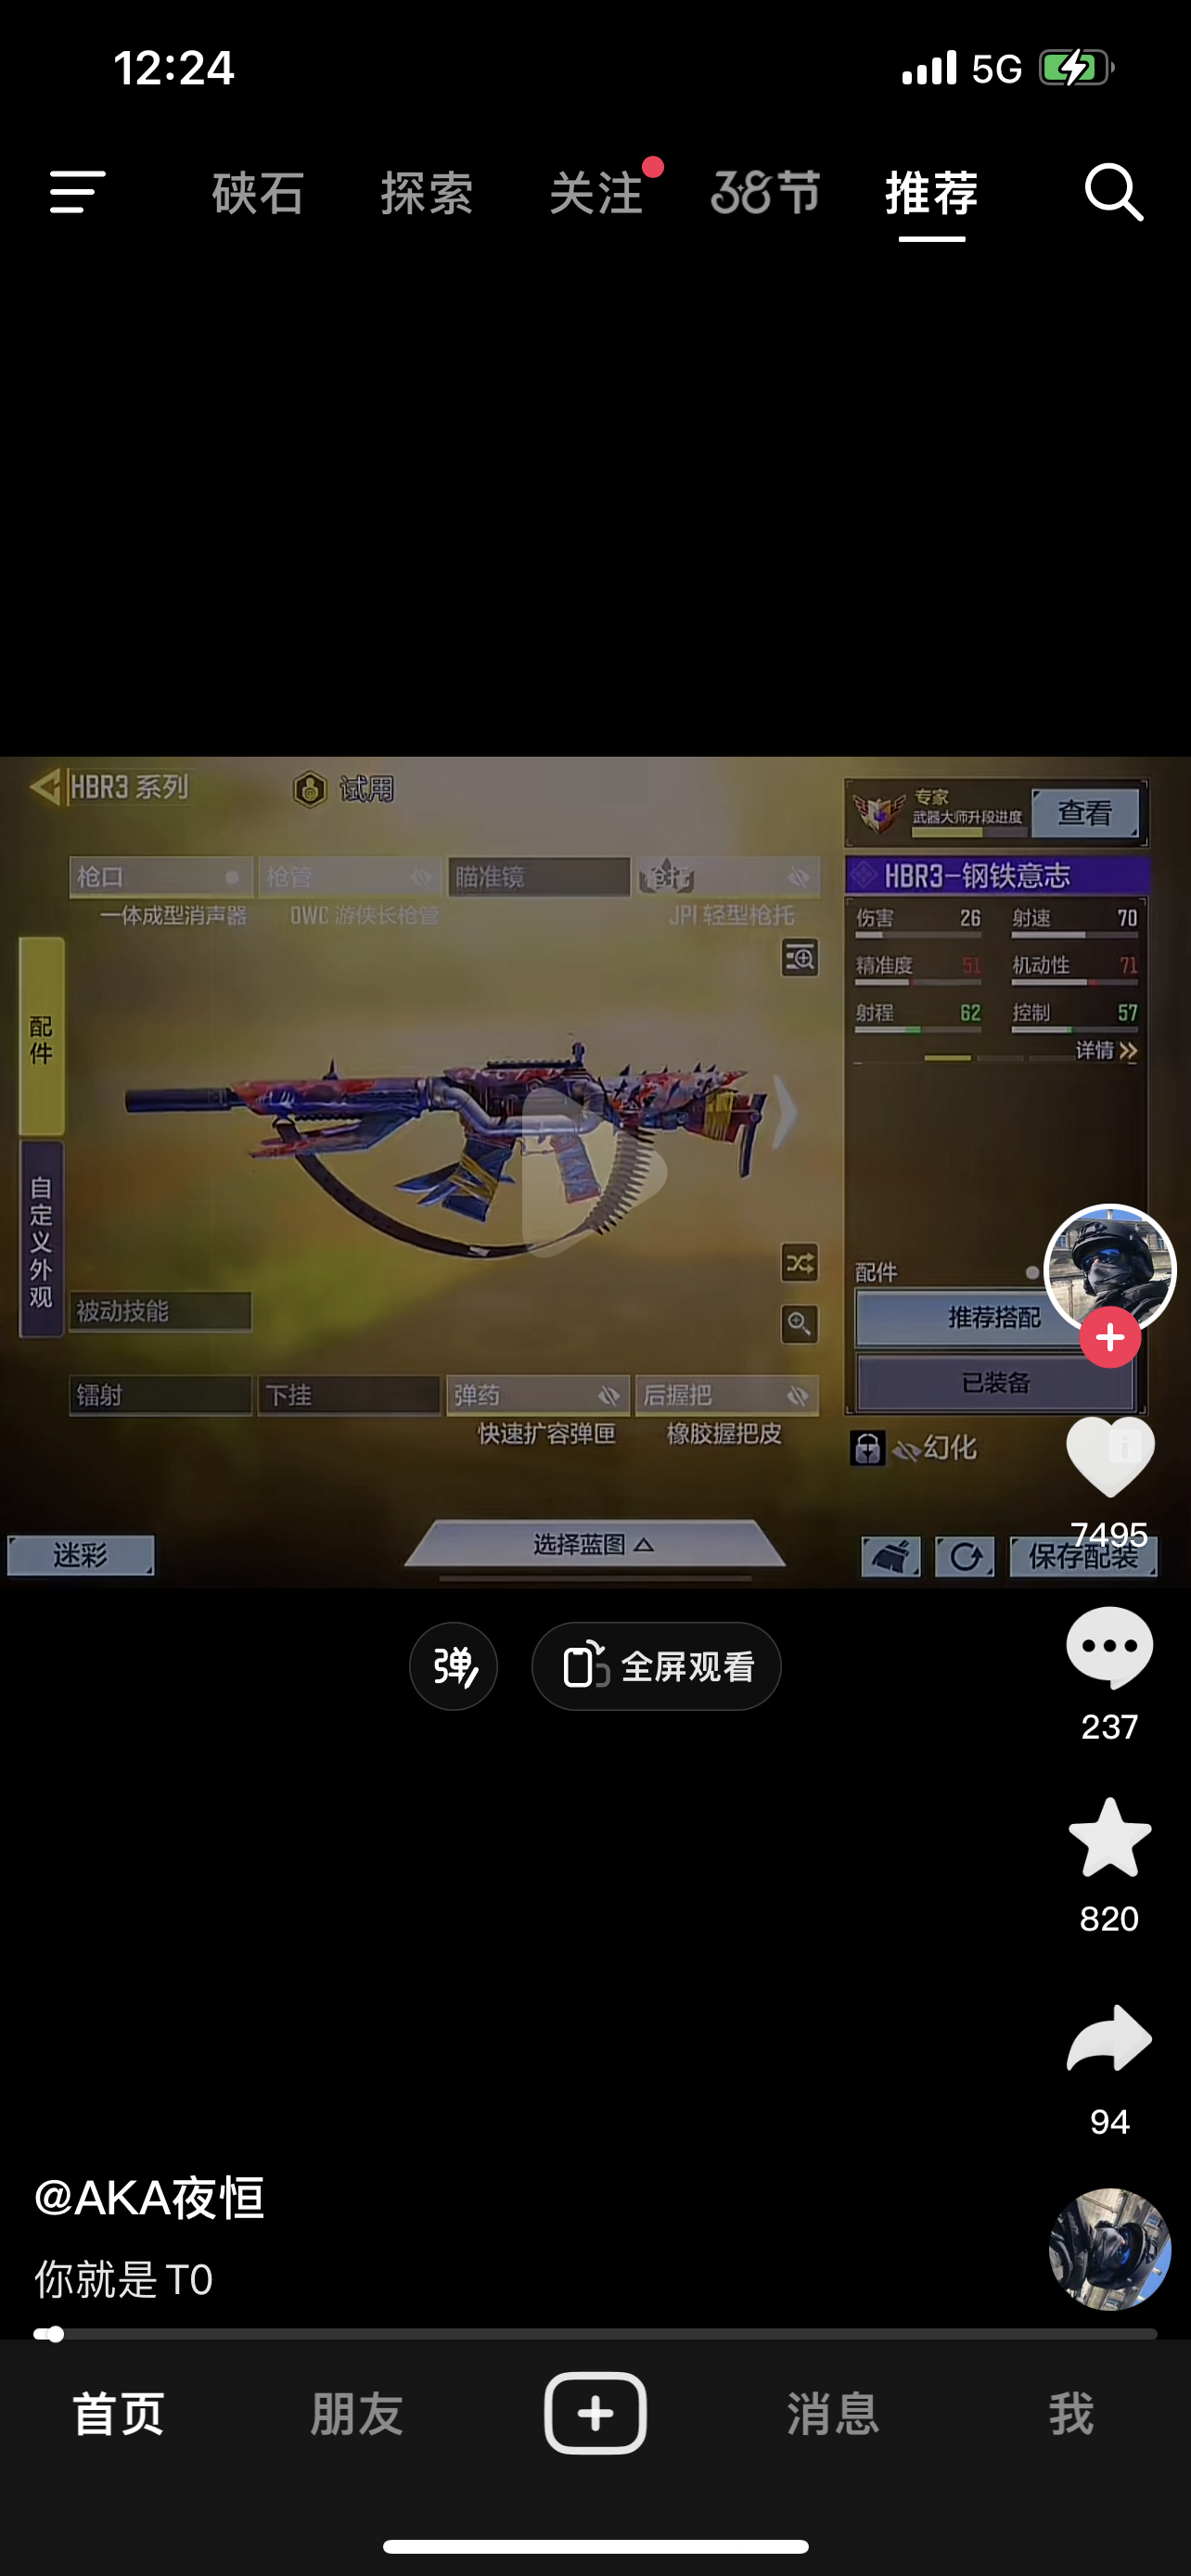 12:24
5G
硖石 探索 关注 38节 推荐
HBR3 系列
试用
专家
武器大师升段进度
查看
枪口 枪管 瞄准镜 枪托
一体成型消声器 OWC 游侠长枪管 JPI 轻型枪托
HBR3-钢铁意志
伤害 26 射速 70
精准度 51 机动性 71
射程 62 控制 57
详情
配件
自定义外观
被动技能
镭射 下挂 弹药 后握把
快速扩容弹匣 橡胶握把皮
配件
推荐搭配
已装备
幻化
迷彩
选择蓝图
保存配装
7495
弹
全屏观看
237
820
94
@AKA夜恒
你就是 T0
首页 朋友 消息 我